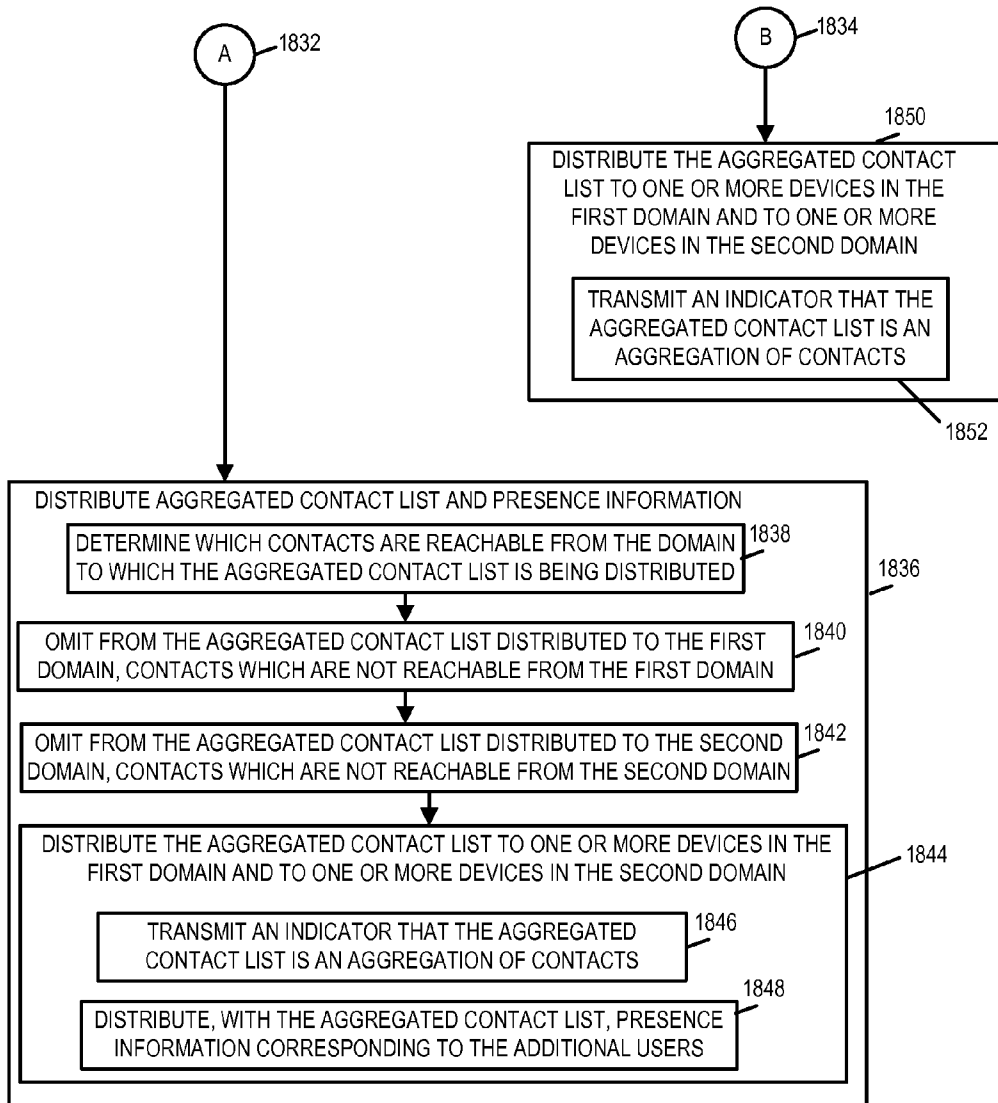 A
1832
B
1834
1850
DISTRIBUTE THE AGGREGATED CONTACT
LIST TO ONE OR MORE DEVICES IN THE
FIRST DOMAIN AND TO ONE OR MORE
DEVICES IN THE SECOND DOMAIN
TRANSMIT AN INDICATOR THAT THE
AGGREGATED CONTACT LIST IS AN
AGGREGATION OF CONTACTS
1852
DISTRIBUTE AGGREGATED CONTACT LIST AND PRESENCE INFORMATION
1836
DETERMINE WHICH CONTACTS ARE REACHABLE FROM THE DOMAIN
TO WHICH THE AGGREGATED CONTACT LIST IS BEING DISTRIBUTED
1838
OMIT FROM THE AGGREGATED CONTACT LIST DISTRIBUTED TO THE FIRST
DOMAIN, CONTACTS WHICH ARE NOT REACHABLE FROM THE FIRST DOMAIN
1840
OMIT FROM THE AGGREGATED CONTACT LIST DISTRIBUTED TO THE SECOND
DOMAIN, CONTACTS WHICH ARE NOT REACHABLE FROM THE SECOND DOMAIN
1842
DISTRIBUTE THE AGGREGATED CONTACT LIST TO ONE OR MORE DEVICES IN THE
FIRST DOMAIN AND TO ONE OR MORE DEVICES IN THE SECOND DOMAIN
1844
TRANSMIT AN INDICATOR THAT THE AGGREGATED
CONTACT LIST IS AN AGGREGATION OF CONTACTS
1846
DISTRIBUTE, WITH THE AGGREGATED CONTACT LIST, PRESENCE
INFORMATION CORRESPONDING TO THE ADDITIONAL USERS
1848